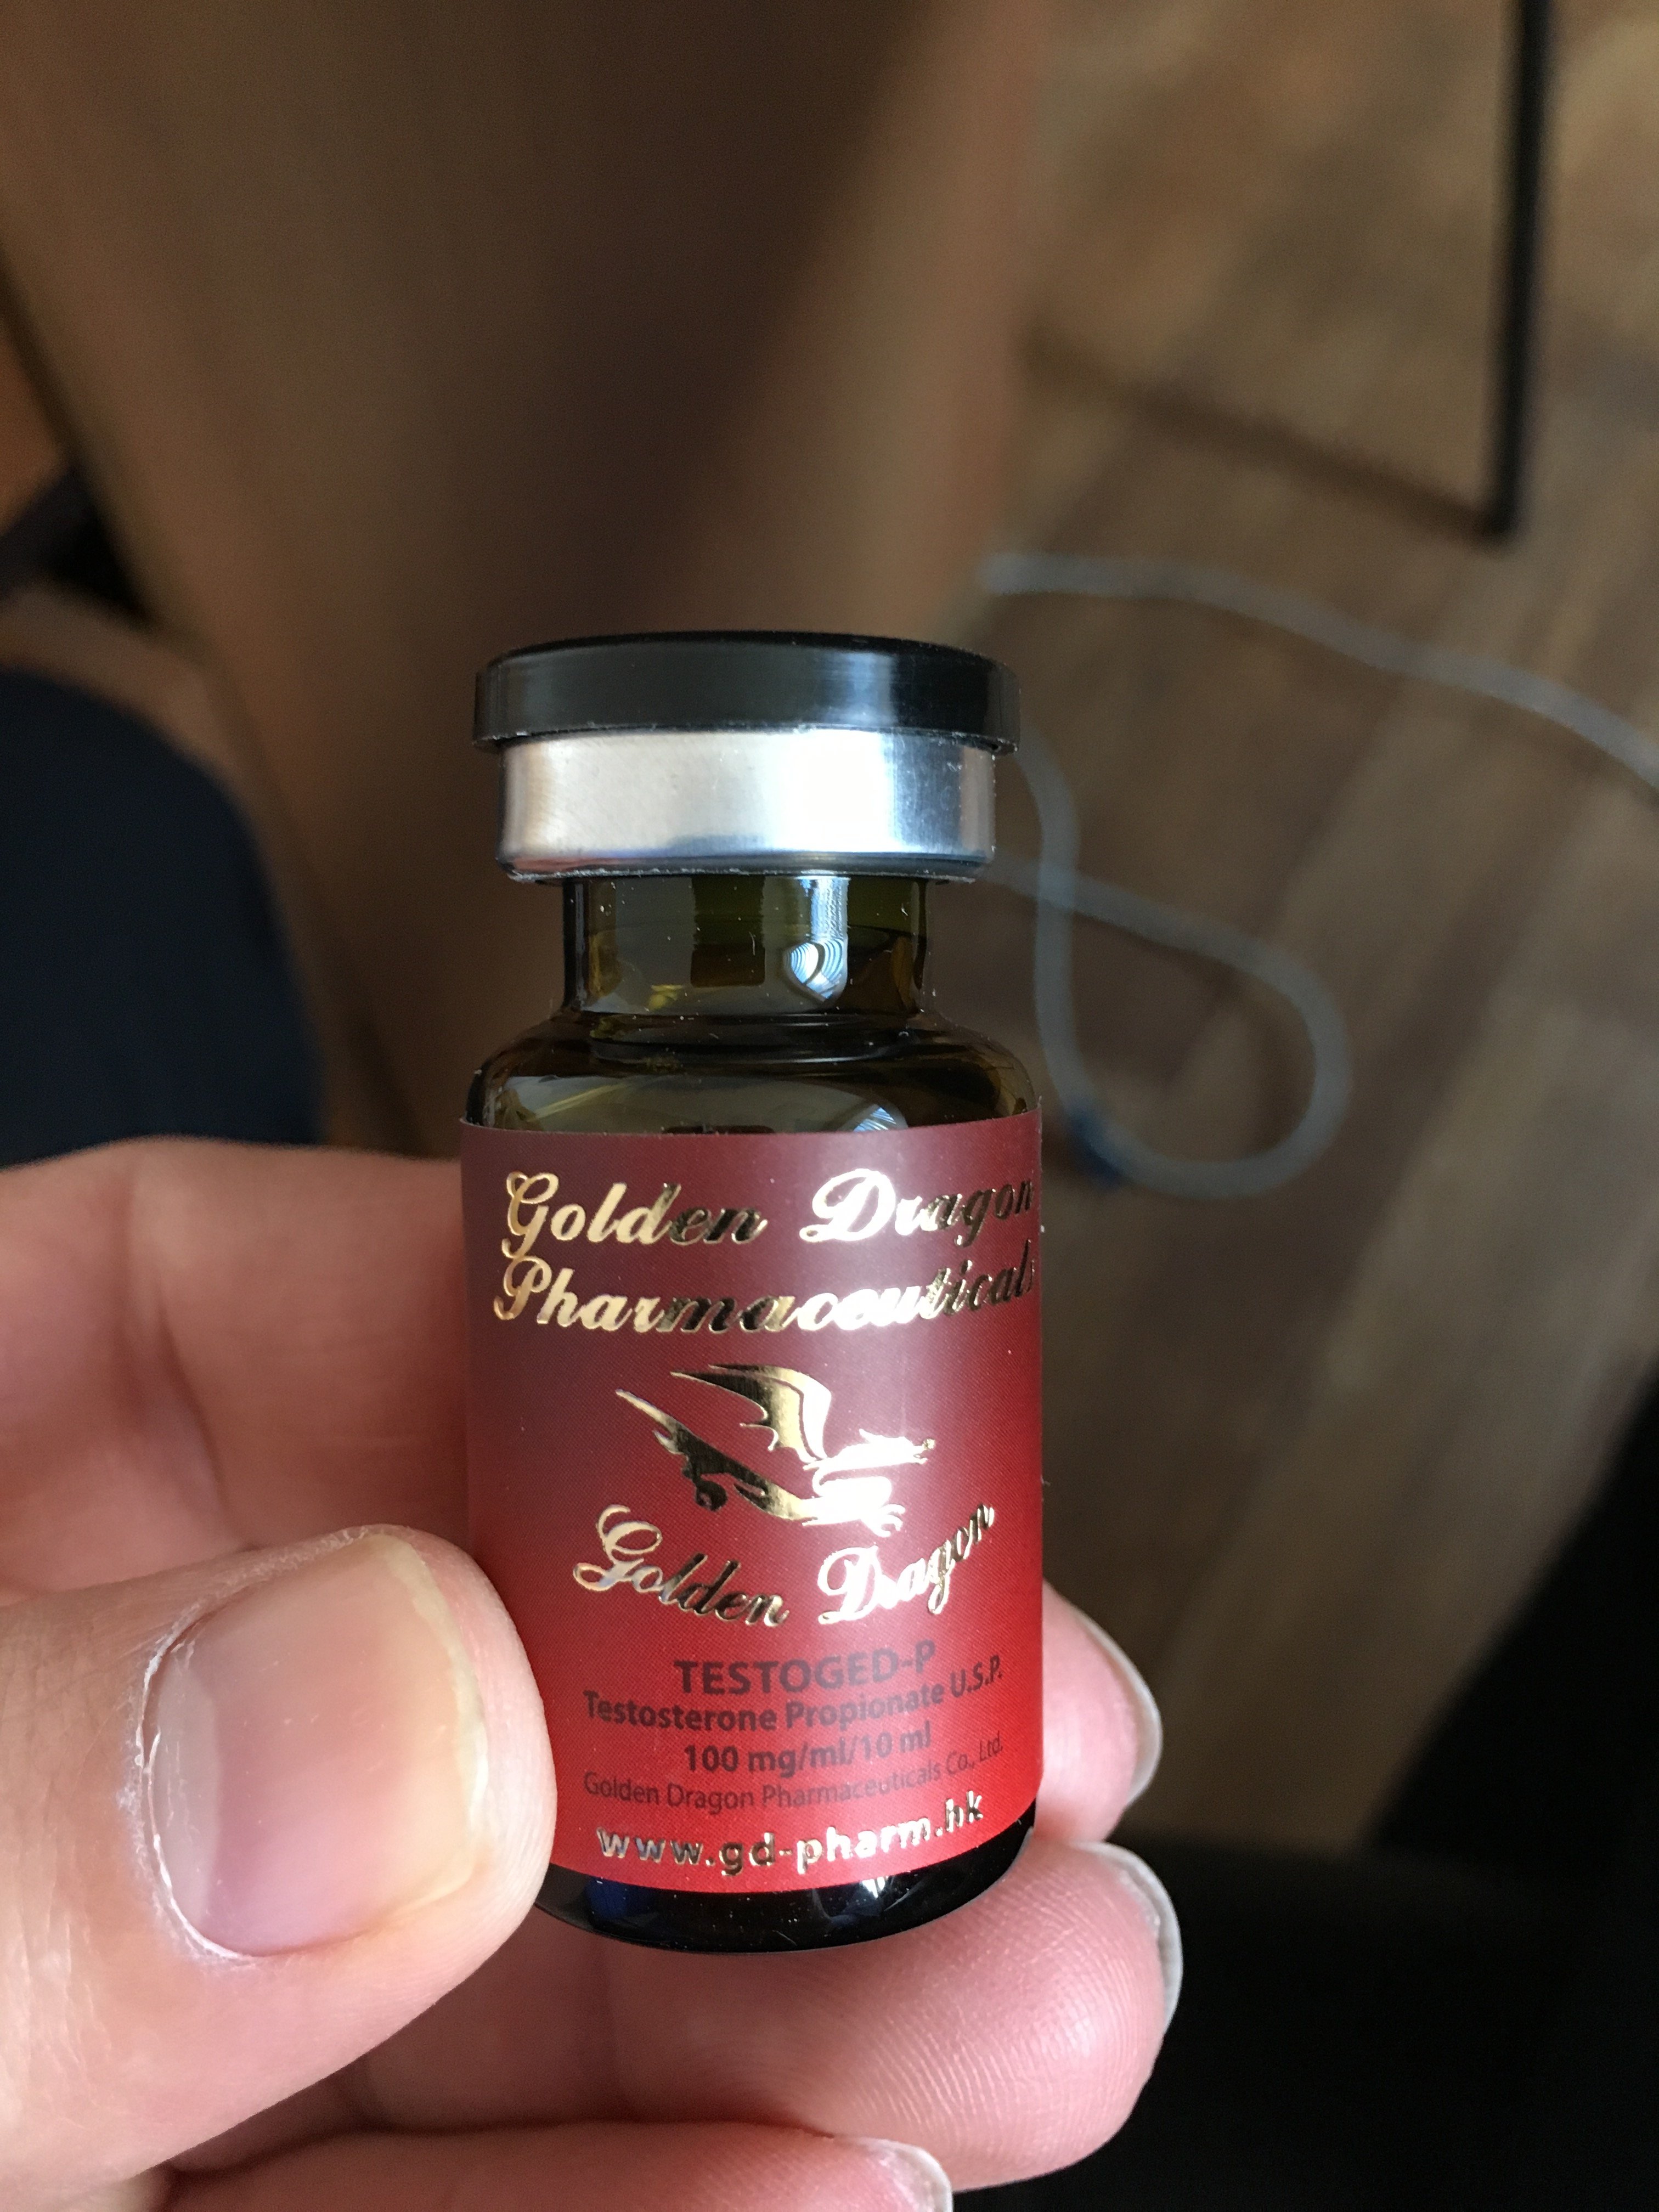 Golden Dragon
Pharmaceuticals
Golden Dragon
TESTOGED-P
Testosterone Propionate U.S.P.
100 mg/ml/10 ml
Golden Dragon Pharmaceuticals Co., Ltd.
www.gd-pharm.hk